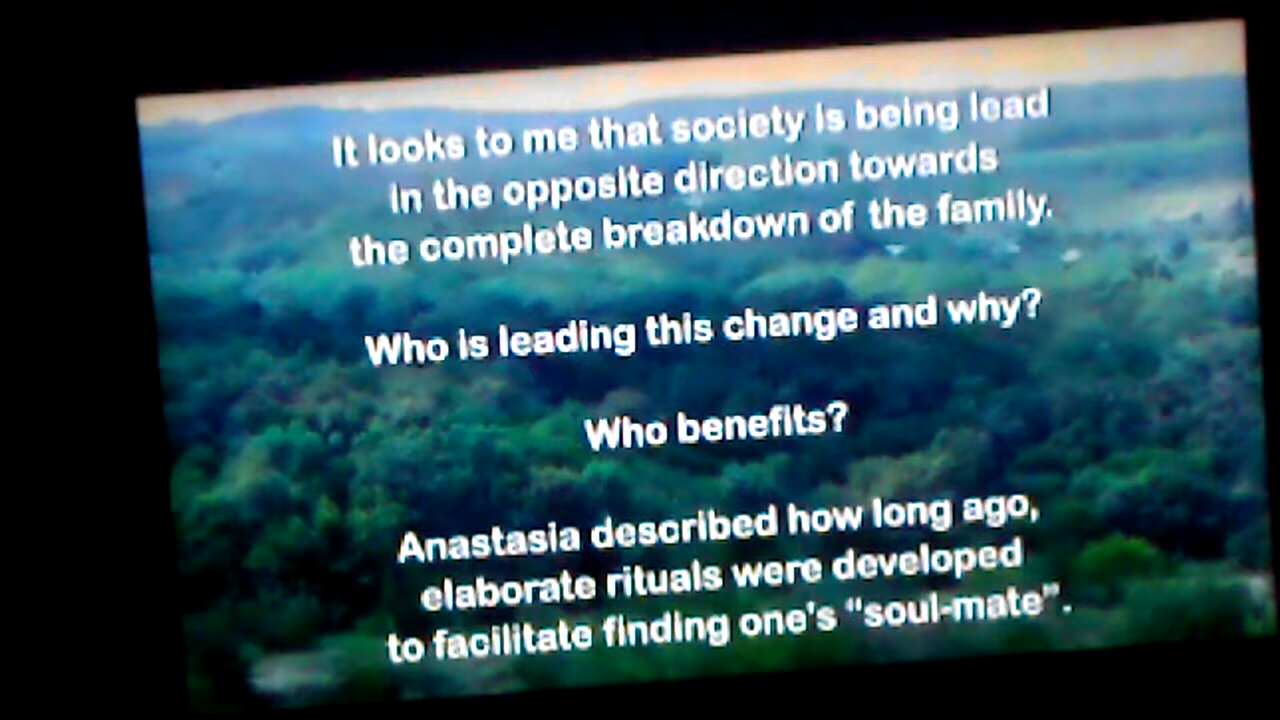 It looks to me that society is being lead
in the opposite direction towards
the complete breakdown of the family.
Who is leading this change and why?
Who benefits?
Anastasia described how long ago,
elaborate rituals were developed
to facilitate finding one's "soul-mate".